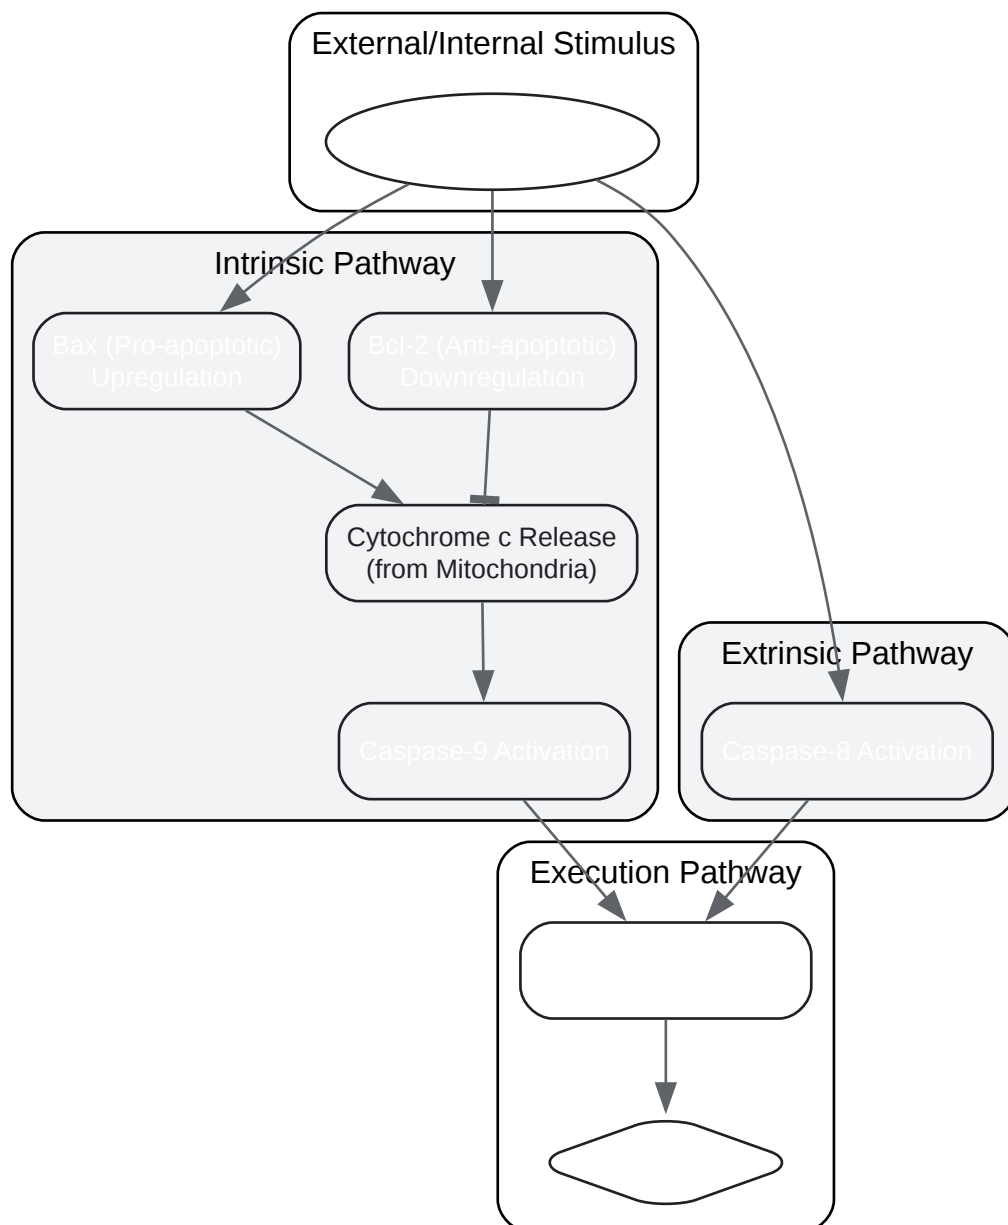 External/Internal Stimulus
Intrinsic Pathway
Bax (Pro-apoptotic)
Upregulation
Bcl-2 (Anti-apoptotic)
Downregulation
Cytochrome c Release
(from Mitochondria)
Extrinsic Pathway
Caspase-9 Activation
Caspase-8 Activation
Execution Pathway